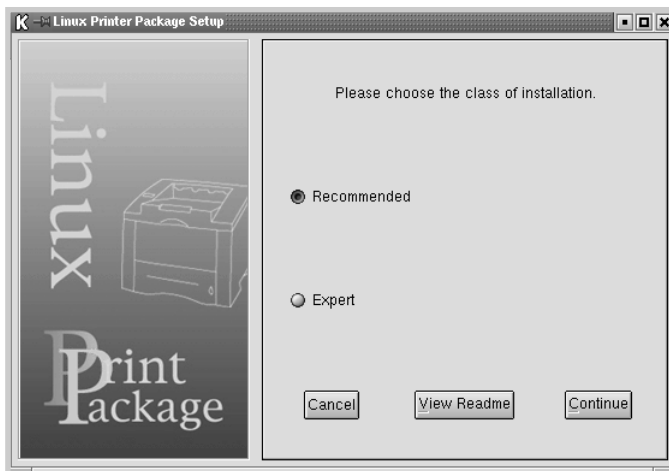 Linux Printer Package Setup
Linux
Print
Package
Please choose the class of installation.
Recommended
Expert
Cancel
View Readme
Continue